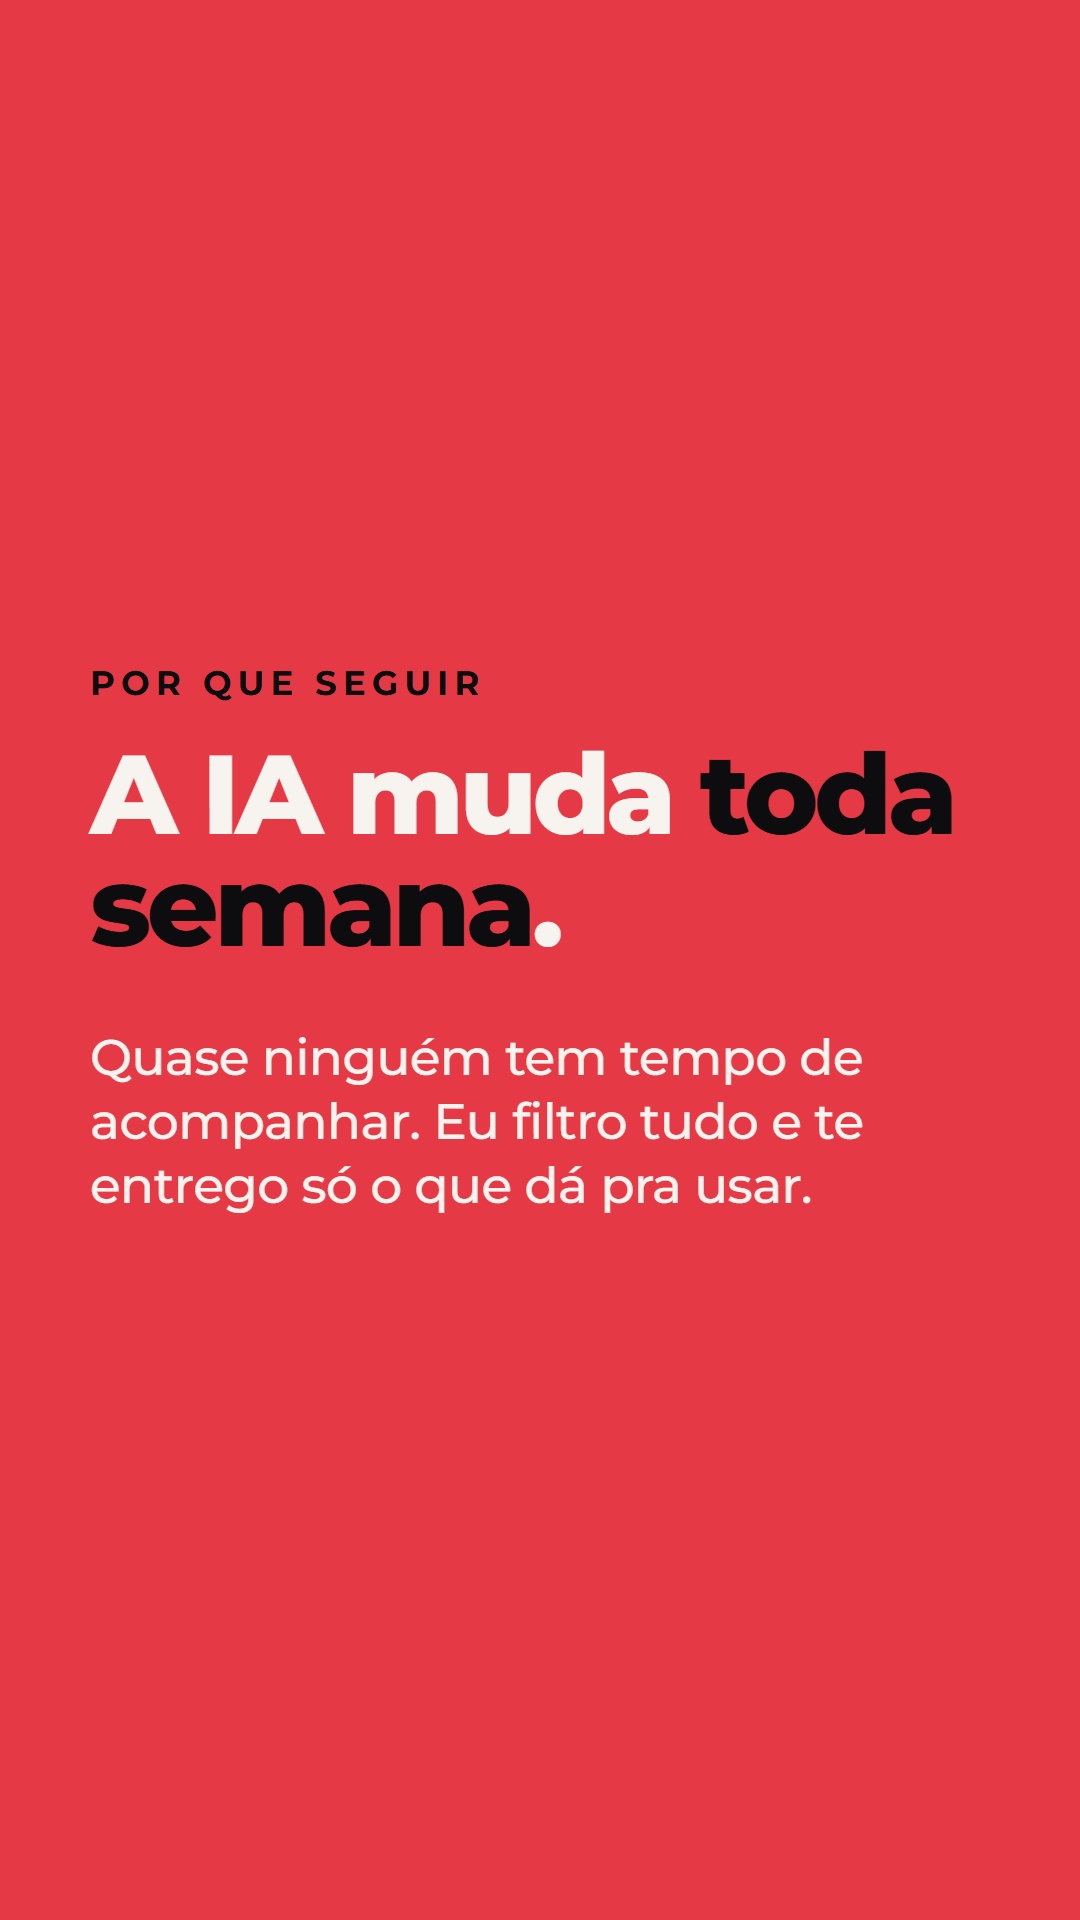 POR QUE SEGUIR
A IA muda toda
semana.
Quase ninguém tem tempo de
acompanhar. Eu filtro tudo e te
entrego só o que dá pra usar.